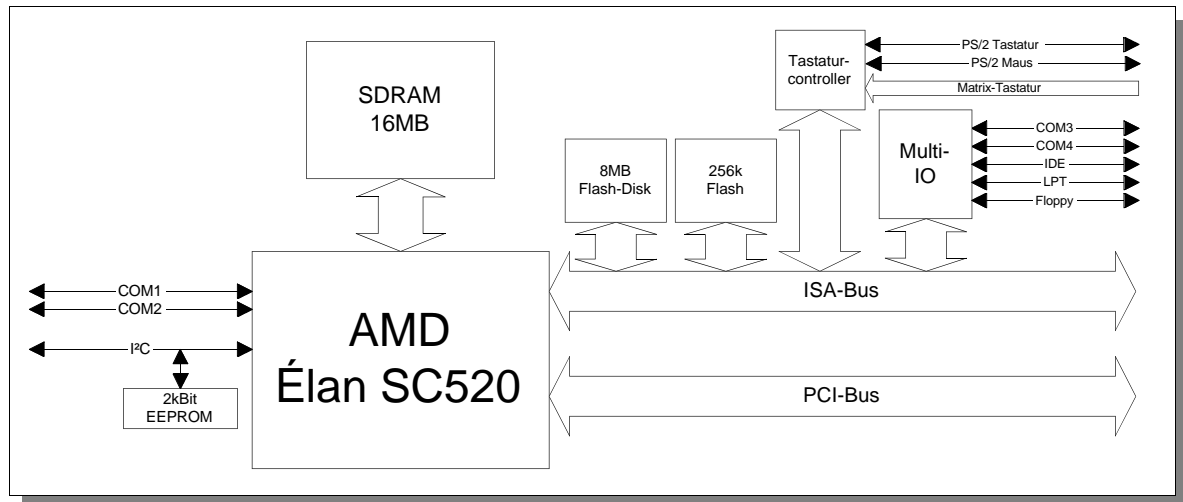 SDRAM
16MB
Tastatur-
controller
PS/2 Tastatur
PS/2 Maus
Matrix-Tastatur
8MB
Flash-Disk
256k
Flash
Multi-
IO
COM3
COM4
IDE
LPT
Floppy
COM1
COM2
I²C
2kBit
EEPROM
AMD
Élan SC520
ISA-Bus
PCI-Bus